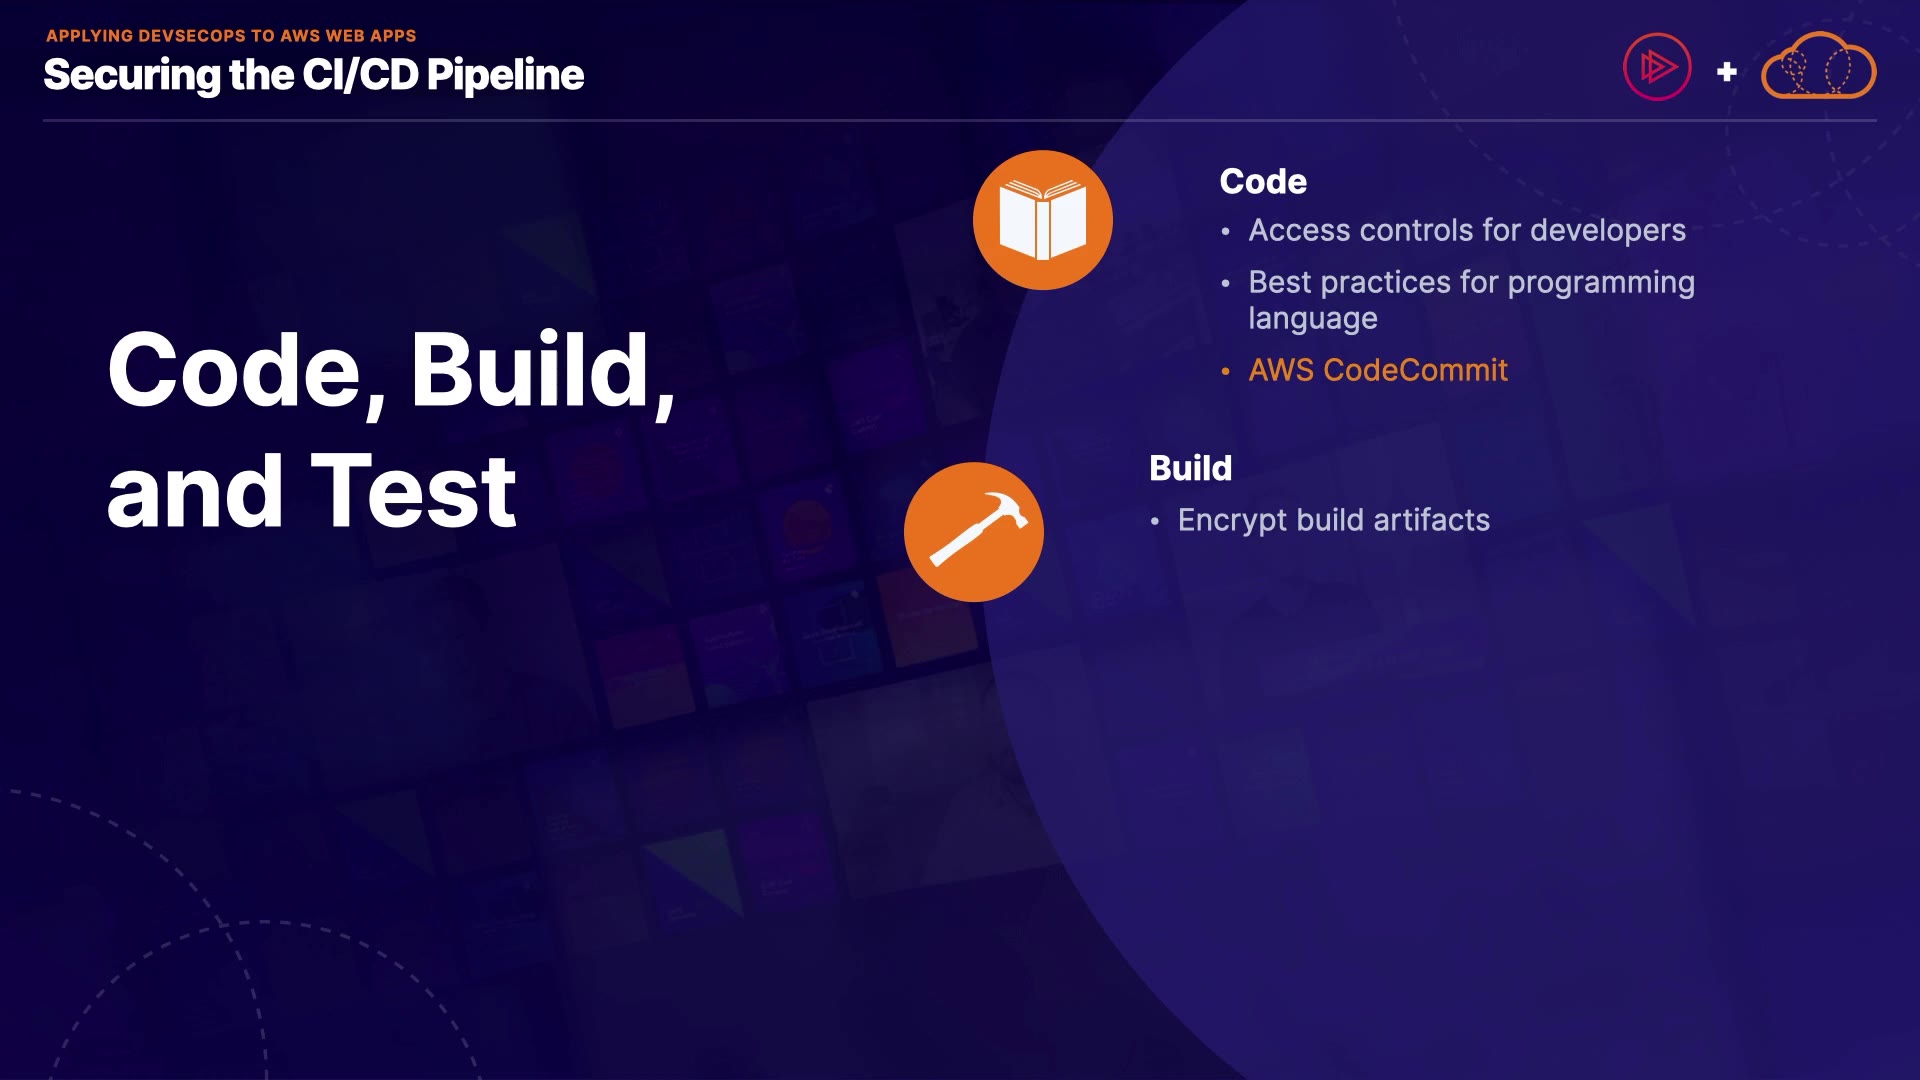 APPLYING DEVSECOPS TO AWS WEB APPS
Securing the CI/CD Pipeline
Code, Build,
and Test
Code
• Access controls for developers
• Best practices for programming
language
• AWS CodeCommit
Build
• Encrypt build artifacts